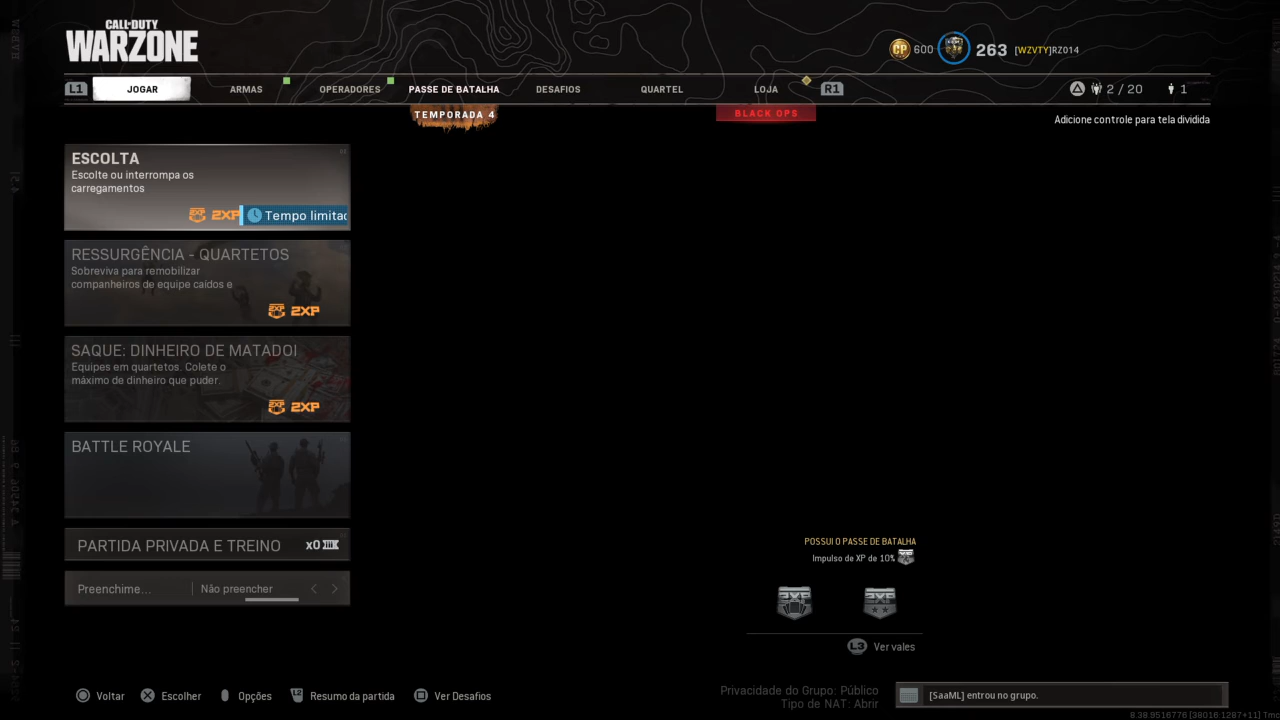 CALL OF DUTY
WARZONE
CP 600 263 [WZVTY]RZ014
L1 JOGAR ARMAS OPERADORES PASSE DE BATALHA DESAFIOS QUARTEL LOJA R1 2 / 20 1
TEMPORADA 4 BLACK OPS
Adicione controle para tela dividida
ESCOLTA
Escolte ou interrompa os
carregamentos
2XP Tempo limitad
RESSURGÊNCIA - QUARTETOS
Sobreviva para remobilizar
companheiros de equipe caídos e
2XP 2XP
SAQUE: DINHEIRO DE MATADOI
Equipes em quartetos. Colete o
máximo de dinheiro que puder.
2XP 2XP
BATTLE ROYALE
PARTIDA PRIVADA E TREINO x0
Preenchime... Não preencher
POSSUI O PASSE DE BATALHA
Impulso de XP de 10%
2XP 2XP
L3 Ver vales
Voltar Escolher Opções L2 Resumo da partida Ver Desafios
Privacidade do Grupo: Público
Tipo de NAT: Abrir
[SaaML] entrou no grupo.